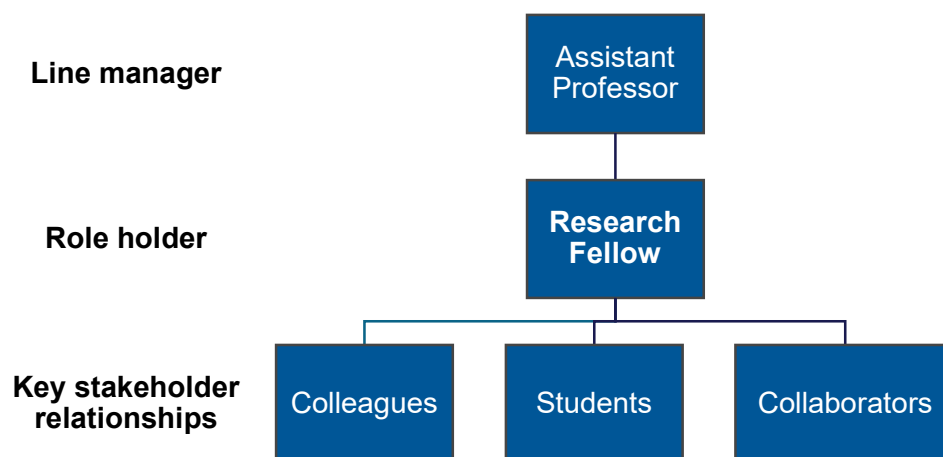 Line manager
Assistant
Professor
Role holder
Research
Fellow
Key stakeholder
relationships
Colleagues
Students
Collaborators